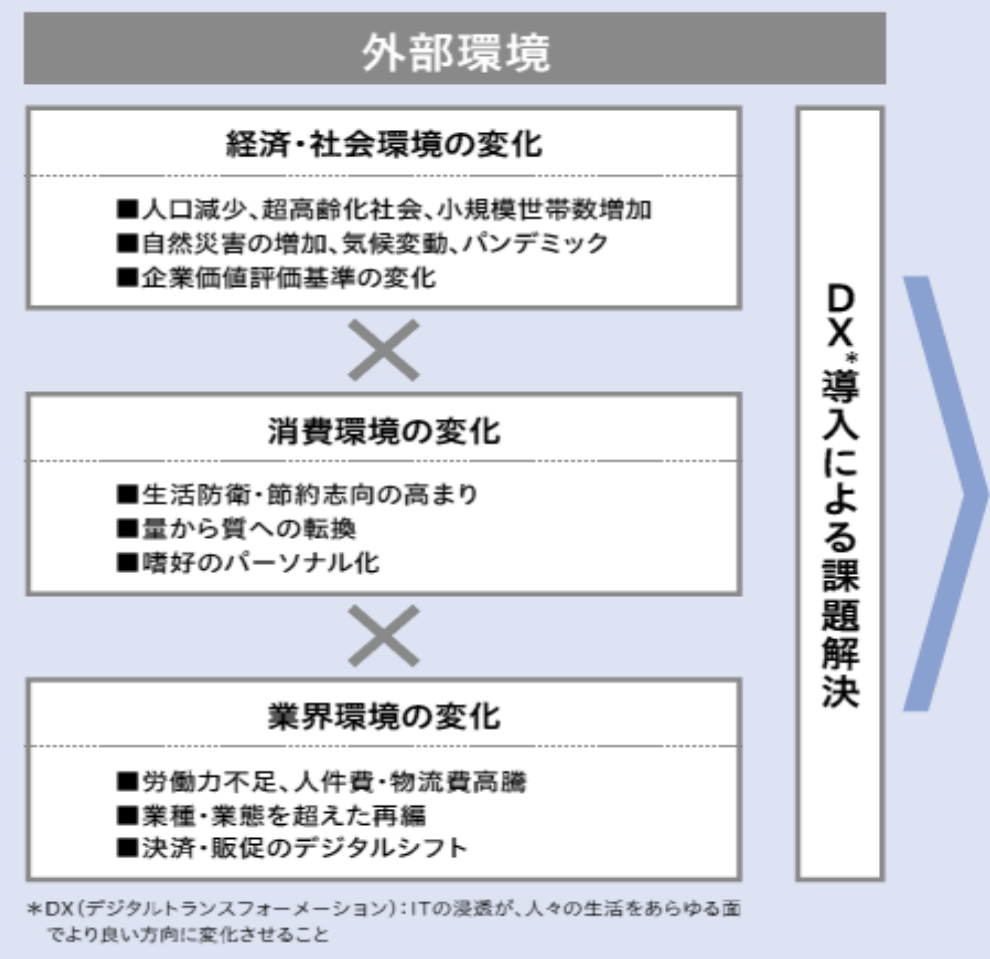 外部環境
経済・社会環境の変化
■人口減少、超高齢化社会、小規模世帯数増加
■自然災害の増加、気候変動、パンデミック
■企業価値評価基準の変化
消費環境の変化
■生活防衛・節約志向の高まり
■量から質への転換
■嗜好のパーソナル化
業界環境の変化
■労働力不足、人件費・物流費高騰
■業種・業態を超えた再編
■決済・販促のデジタルシフト
DX*導入による課題解決
＊DX（デジタルトランスフォーメーション）：ITの浸透が、人々の生活をあらゆる面
でより良い方向に変化させること